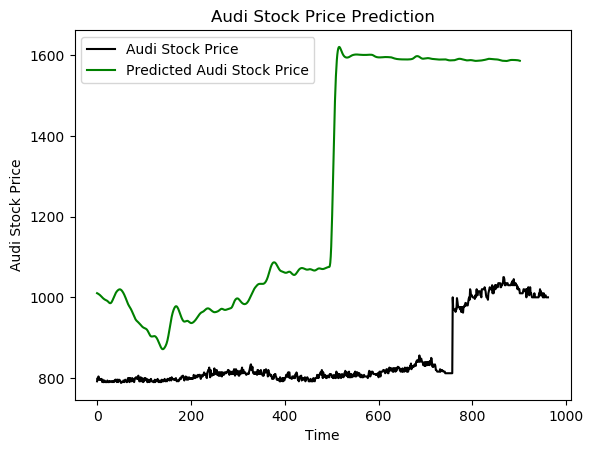 Audi Stock Price Prediction
Audi Stock Price
Predicted Audi Stock Price
1600
1400
1200
1000
800
Audi Stock Price
0 200 400 600 800 1000
Time